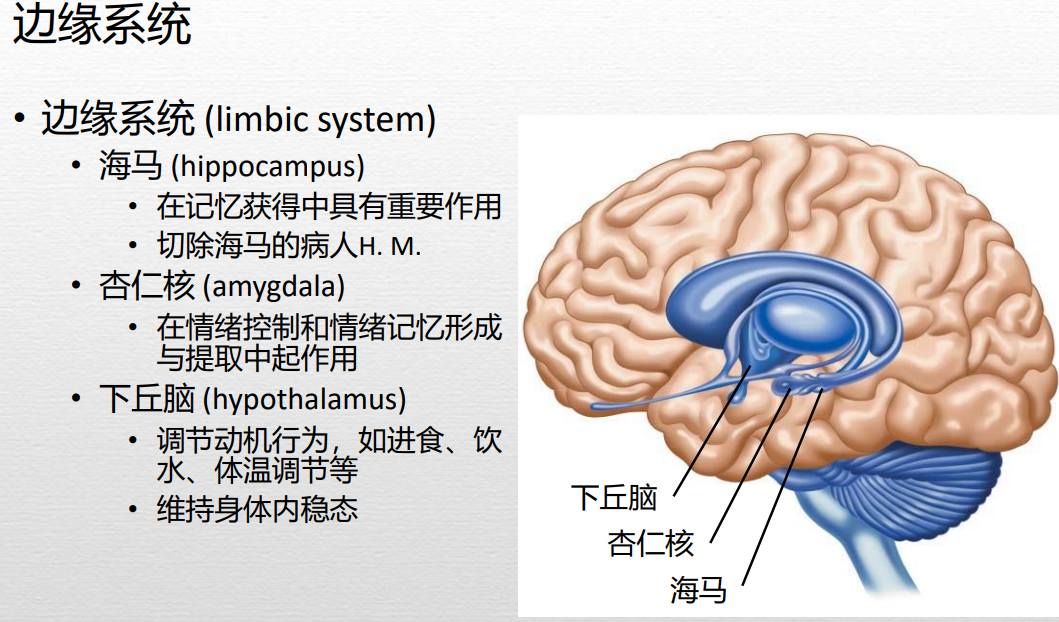 边缘系统
• 边缘系统 (limbic system)
• 海马 (hippocampus)
• 在记忆获得中具有重要作用
• 切除海马的病人H. M.
• 杏仁核 (amygdala)
• 在情绪控制和情绪记忆形成
与提取中起作用
• 下丘脑 (hypothalamus)
• 调节动机行为，如进食、饮
水、体温调节等
• 维持身体内稳态
下丘脑
杏仁核
海马